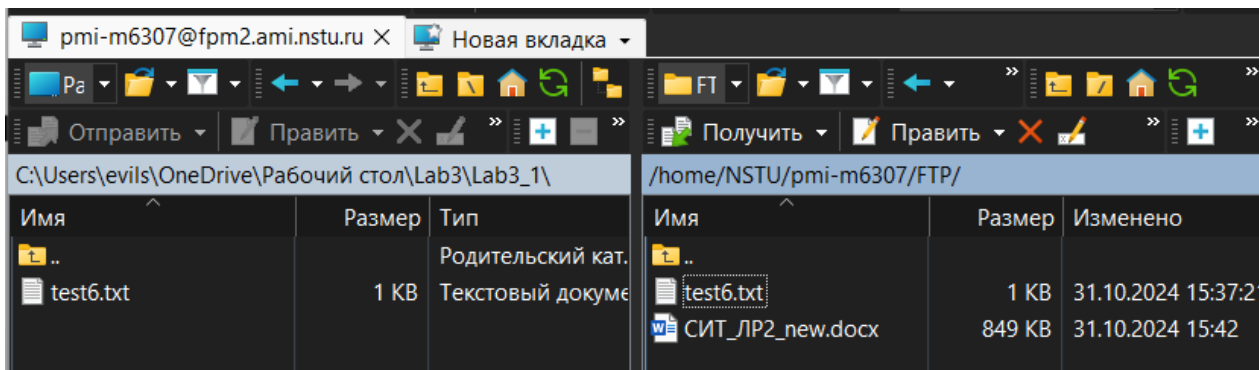 pmi-m6307@fpm2.ami.nstu.ru Новая вкладка
Ра
FT
Отправить Править
Получить Править
C:\Users\evils\OneDrive\Рабочий стол\Lab3\Lab3_1\
/home/NSTU/pmi-m6307/FTP/
Имя Размер Тип
Имя Размер Изменено
.. Родительский кат.
..
test6.txt 1 KB Текстовый докуме
test6.txt 1 KB 31.10.2024 15:37:21
СИТ_ЛР2_new.docx 849 KB 31.10.2024 15:42